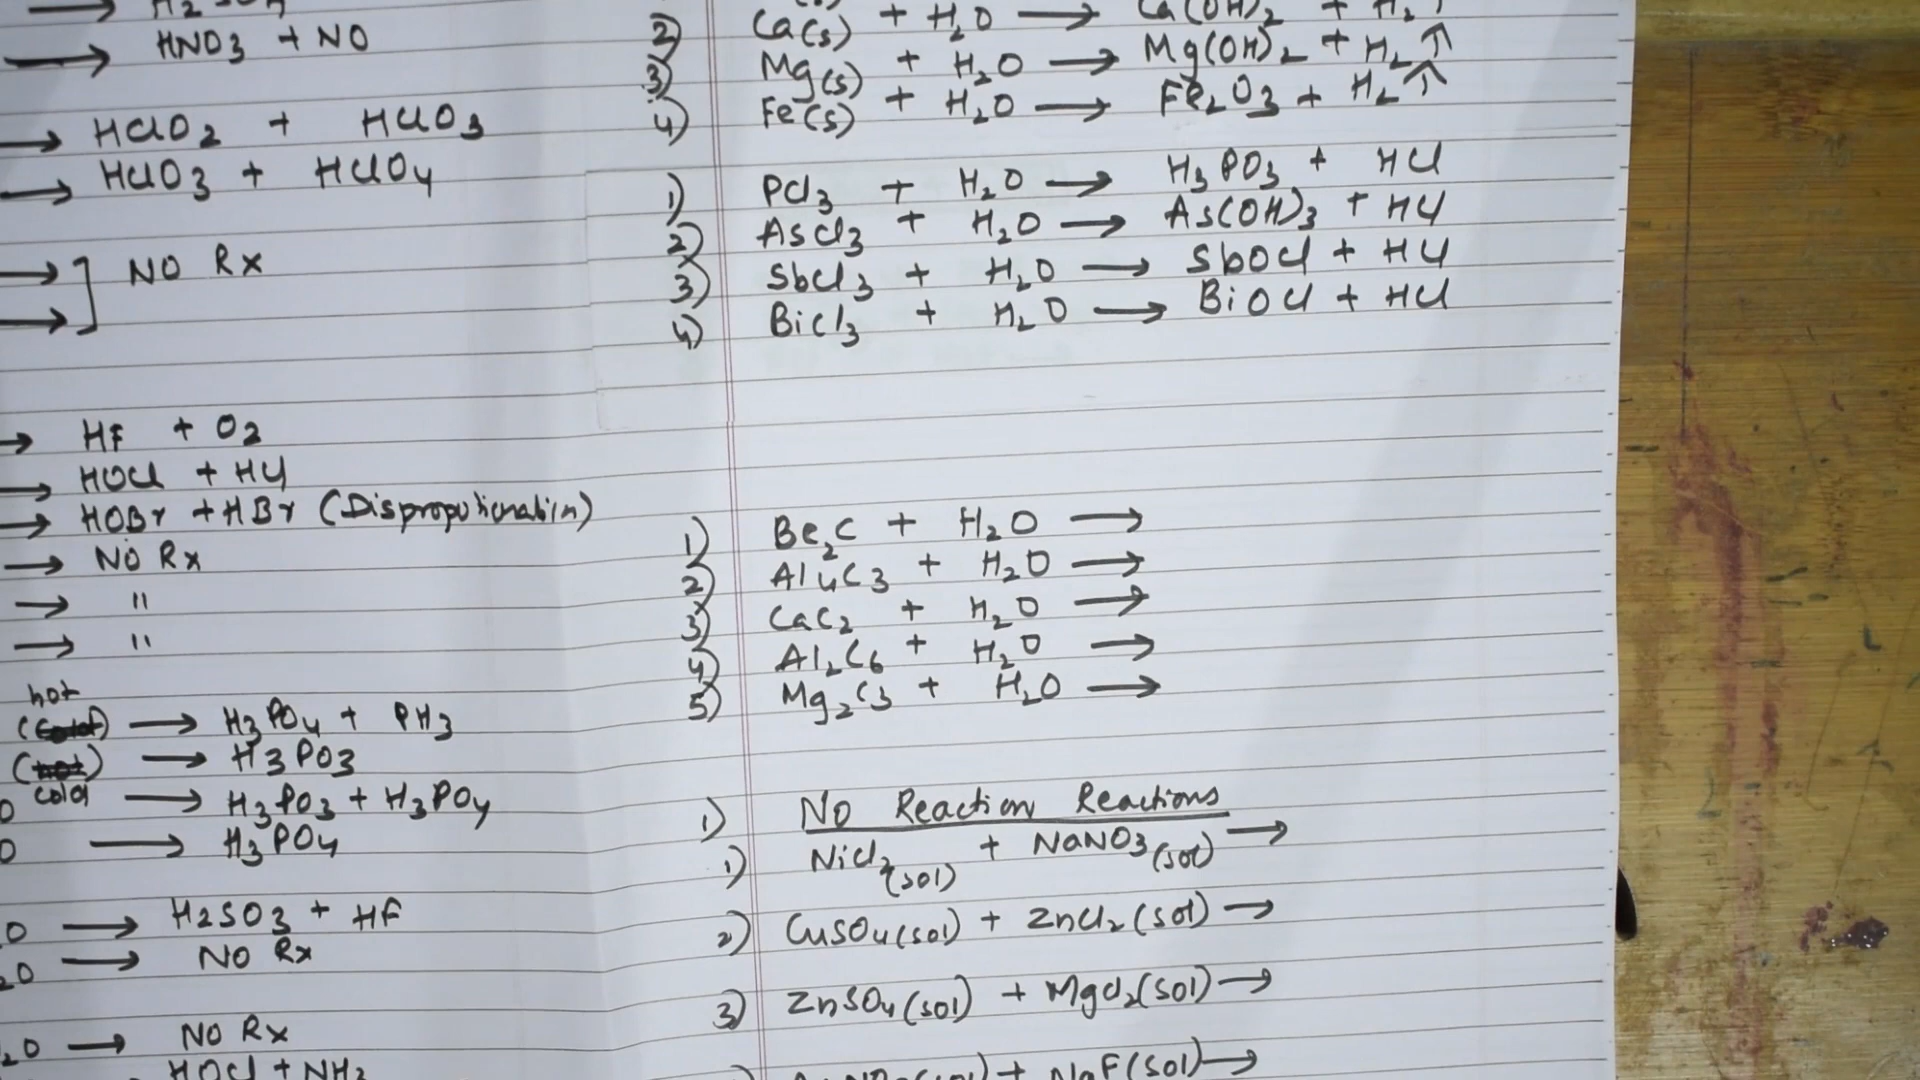 → H2SO4
→ HNO3 + NO
→ HClO2 + HClO3
→ HClO3 + HClO4
→ ] NO Rx
→
→ HF + O2
→ HOCl + HCl
→ HOBr + HBr (Disproportionation)
→ NO Rx
→ "
→ "
hot
→ H3PO4 + PH3
→ H3PO3
cold
O → H3PO3 + H3PO4
O → H3PO4
O → H2SO3 + HF
2O → NO Rx
2O → NO Rx
HOCl + NH3
2) Ca(s) + H2O → Ca(OH)2 + H2↑
3) Mg(s) + H2O → Mg(OH)2 + H2↑
4) Fe(s) + H2O → Fe2O3 + H2↑
1) PCl3 + H2O → H3PO3 + HCl
2) AsCl3 + H2O → As(OH)3 + HCl
3) SbCl3 + H2O → SbOCl + HCl
4) BiCl3 + H2O → BiOCl + HCl
1) Be2C + H2O →
2) Al4C3 + H2O →
3) CaC2 + H2O →
4) Al2C6 + H2O →
5) Mg2C3 + H2O →
1) No Reaction Reactions
1) NiCl2(sol) + NaNO3(sol) →
2) CuSO4(sol) + ZnCl2(sol) →
3) ZnSO4(sol) + MgCl2(sol) →
+ NaF(sol) →